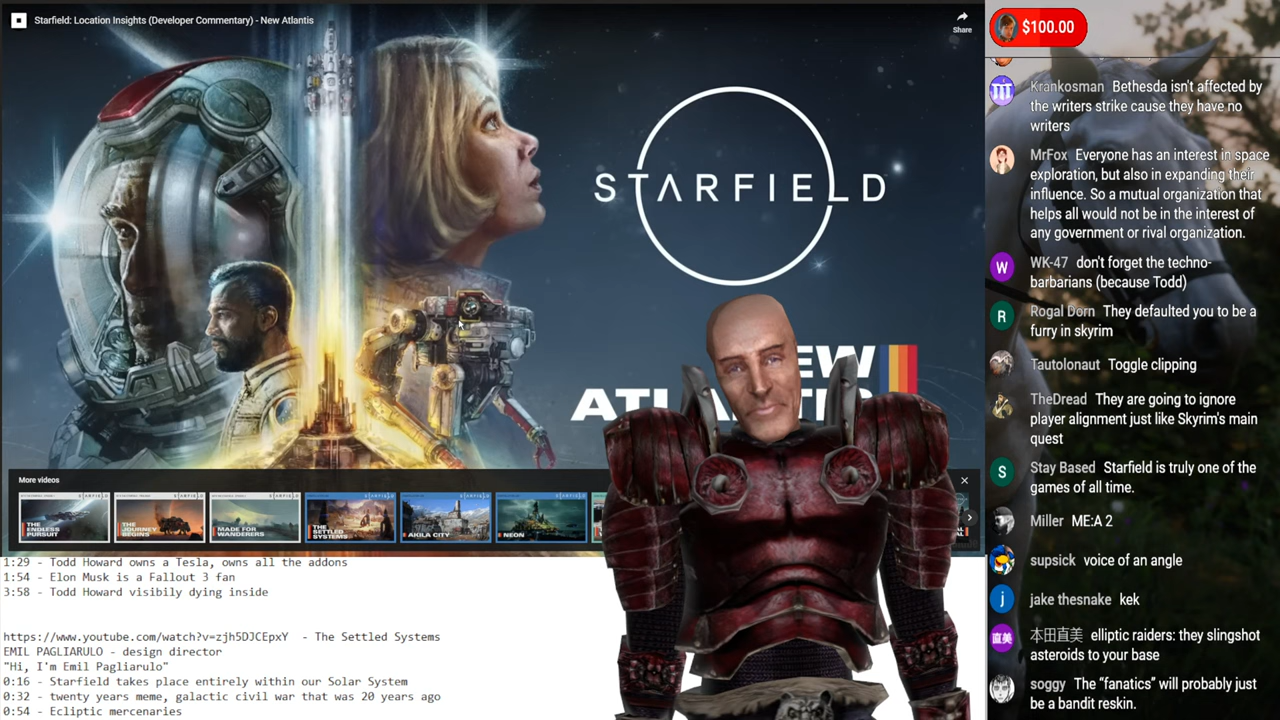 Starfield: Location Insights (Developer Commentary) - New Atlantis
Share
STARFIELD
More videos
THE ENDLESS PURSUIT
THE JOURNEY BEGINS
MADE FOR WANDERERS
THE SETTLED SYSTEMS
AKILA CITY
NEON
1:29 - Todd Howard owns a Tesla, owns all the addons
1:54 - Elon Musk is a Fallout 3 fan
3:58 - Todd Howard visibily dying inside
https://www.youtube.com/watch?v=zjh5DJCEpxY - The Settled Systems
EMIL PAGLIARULO - design director
"Hi, I'm Emil Pagliarulo"
0:16 - Starfield takes place entirely within our Solar System
0:32 - twenty years meme, galactic civil war that was 20 years ago
0:54 - Ecliptic mercenaries
$100.00
Krankosman Bethesda isn't affected by
the writers strike cause they have no
writers
MrFox Everyone has an interest in space
exploration, but also in expanding their
influence. So a mutual organization that
helps all would not be in the interest of
any government or rival organization.
W
WK-47 don't forget the techno-
barbarians (because Todd)
R
Rogal Dorn They defaulted you to be a
furry in skyrim
Tautolonaut Toggle clipping
TheDread They are going to ignore
player alignment just like Skyrim's main
quest
S
Stay Based Starfield is truly one of the
games of all time.
Miller ME:A 2
supsick voice of an angle
j
jake thesnake kek
直美
本田直美 elliptic raiders: they slingshot
asteroids to your base
soggy The “fanatics” will probably just
be a bandit reskin.